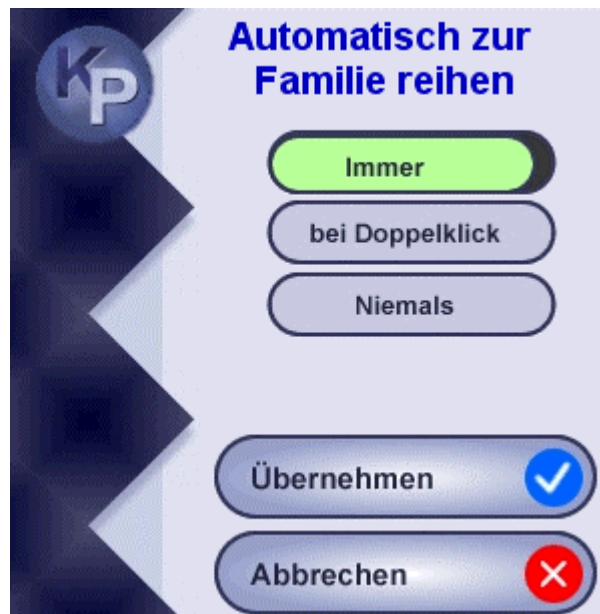 KP
Automatisch zur
Familie reihen
Immer
bei Doppelklick
Niemals
Übernehmen
Abbrechen